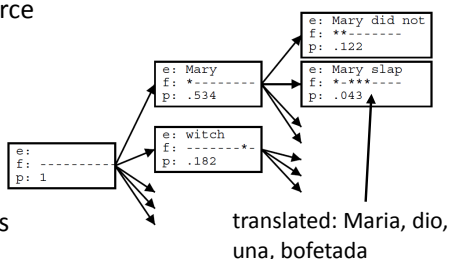 rce
e: Mary did not
f: **-------
p: .122
e: Mary
f: *--------
p: .534
e: Mary slap
f: *-***----
p: .043
e: witch
f: -------*-
p: .182
e:
f: ---------
p: 1
s
translated: Maria, dio,
una, bofetada